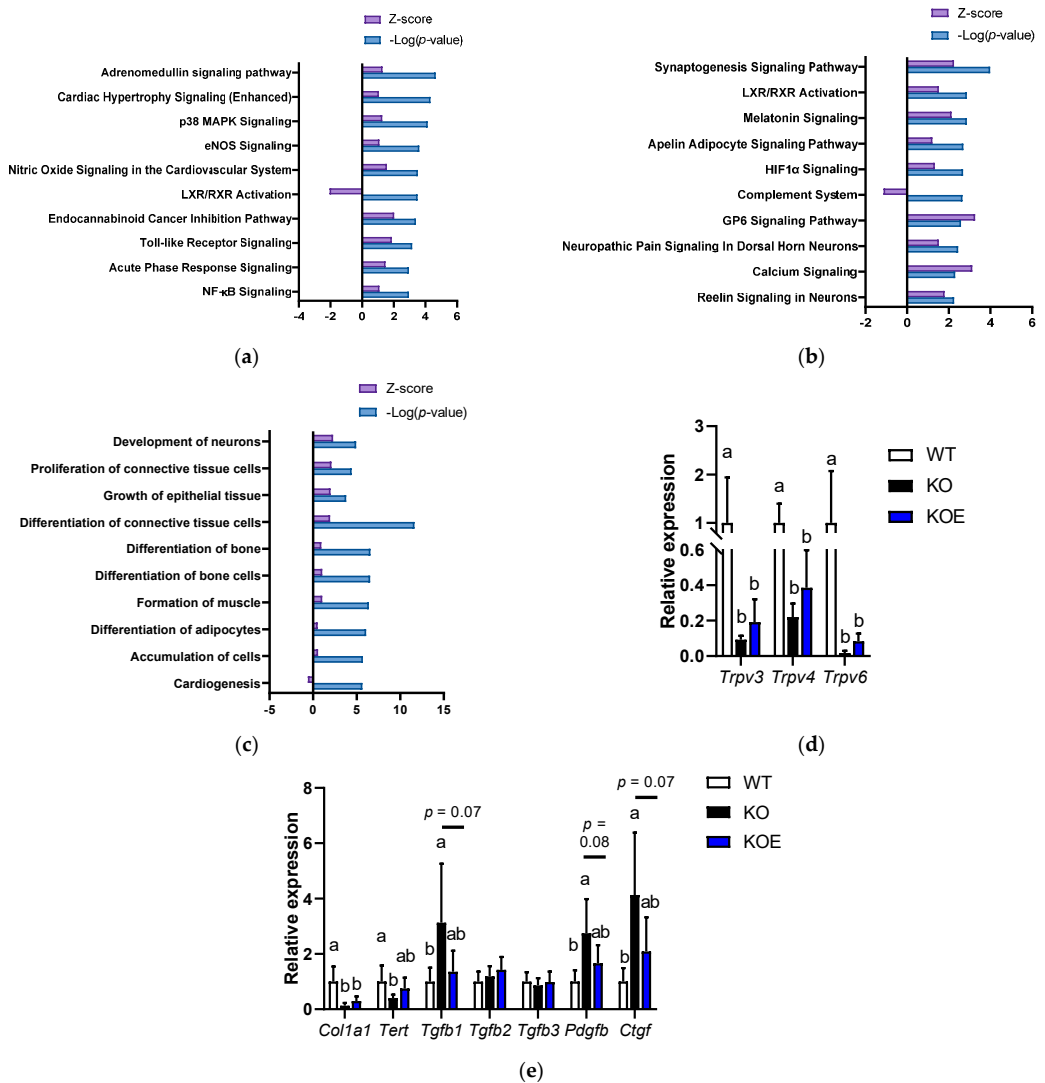 Z-score
-Log(p-value)
Adrenomedullin signaling pathway
Cardiac Hypertrophy Signaling (Enhanced)
p38 MAPK Signaling
eNOS Signaling
Nitric Oxide Signaling in the Cardiovascular System
LXR/RXR Activation
Endocannabinoid Cancer Inhibition Pathway
Toll-like Receptor Signaling
Acute Phase Response Signaling
NF-κB Signaling
-4 -2 0 2 4 6
(a)
Z-score
-Log(p-value)
Synaptogenesis Signaling Pathway
LXR/RXR Activation
Melatonin Signaling
Apelin Adipocyte Signaling Pathway
HIF1α Signaling
Complement System
GP6 Signaling Pathway
Neuropathic Pain Signaling In Dorsal Horn Neurons
Calcium Signaling
Reelin Signaling in Neurons
-2 0 2 4 6
(b)
Z-score
-Log(p-value)
Development of neurons
Proliferation of connective tissue cells
Growth of epithelial tissue
Differentiation of connective tissue cells
Differentiation of bone
Differentiation of bone cells
Formation of muscle
Differentiation of adipocytes
Accumulation of cells
Cardiogenesis
-5 0 5 10 15
(c)
Relative expression
3
2
1
0.6
0.4
0.2
0.0
a a a
b b b b b b
Trpv3 Trpv4 Trpv6
WT
KO
KOE
(d)
Relative expression
8
6
4
2
0
p = 0.07
p =
0.08
p = 0.07
a b b
a b ab
b a ab
b a ab
b a ab
Col1a1 Tert Tgfb1 Tgfb2 Tgfb3 Pdgfb Ctgf
WT
KO
KOE
(e)